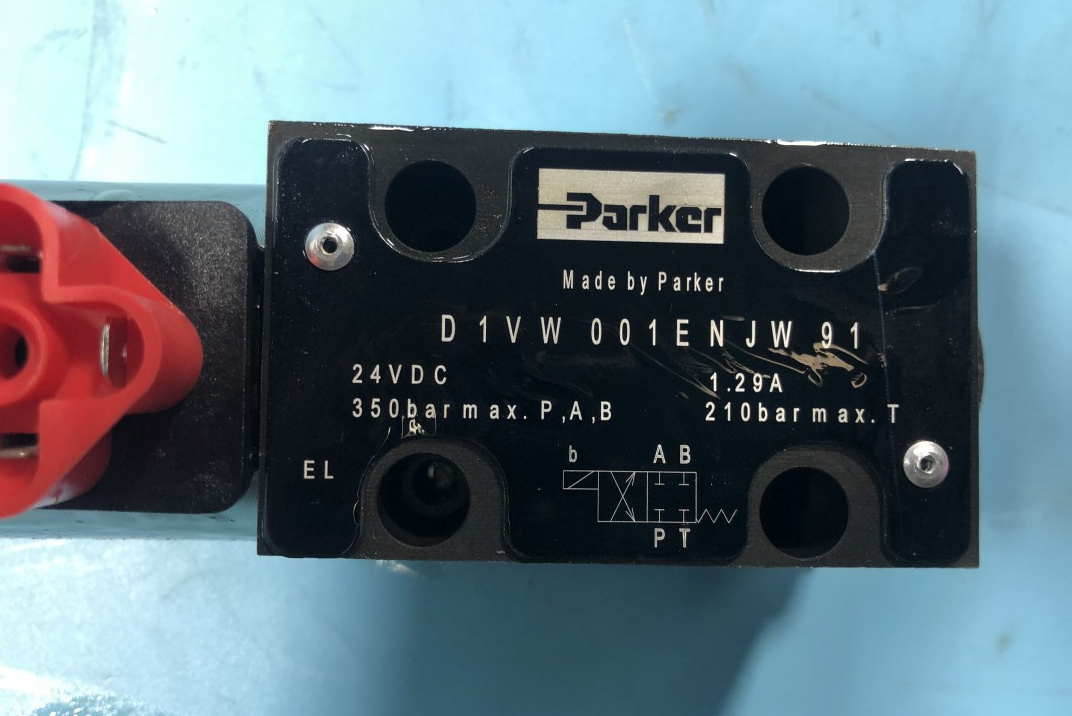 Parker
Made by Parker
D1VW001ENJW91
24VDC 1.29A
350bar max. P,A,B 210bar max. T
EL
b A B
P T